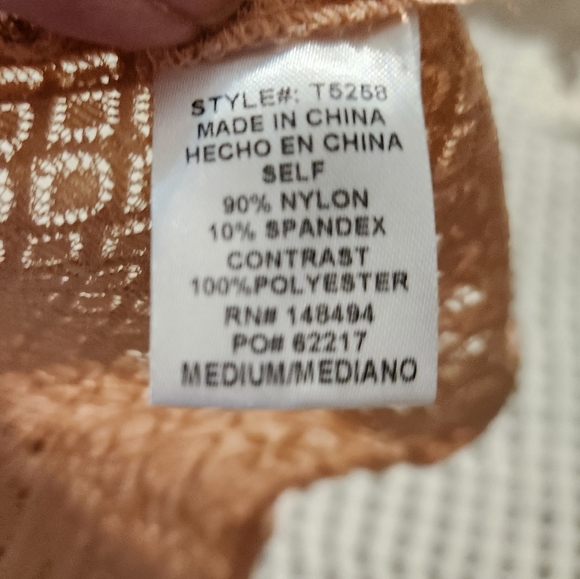 STYLE#: T5258
MADE IN CHINA
HECHO EN CHINA
SELF
90% NYLON
10% SPANDEX
CONTRAST
100%POLYESTER
RN# 148494
PO# 62217
MEDIUM/MEDIANO